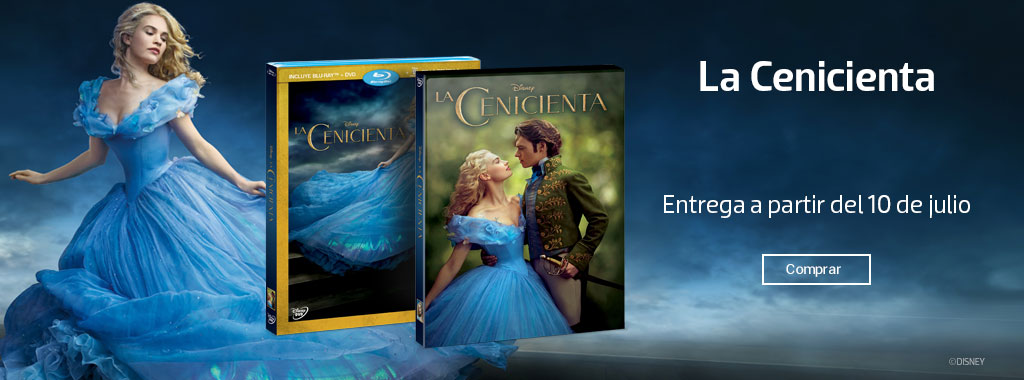 La Cenicienta
Entrega a partir del 10 de julio
Comprar
©DISNEY
INCLUYE BLU-RAY™ + DVD
Disney
LA CENICIENTA
Disney
LA CENICIENTA